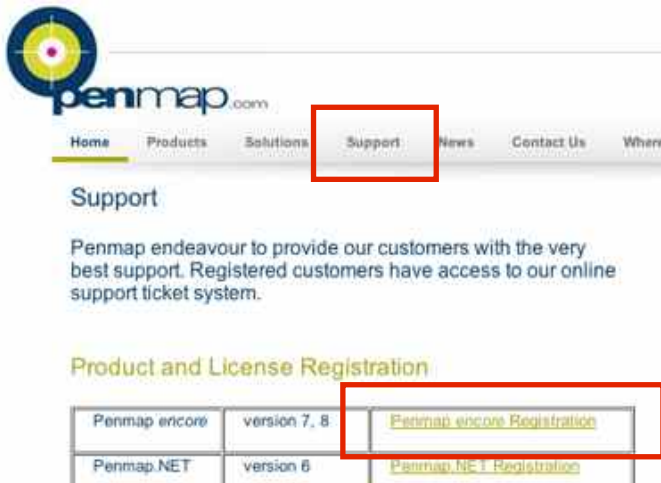 penmap.com
Home Products Solutions Support News Contact Us Where
Support
Penmap endeavour to provide our customers with the very
best support. Registered customers have access to our online
support ticket system.
Product and License Registration
Penmap encore version 7, 8 Penmap encore Registration
Penmap.NET version 6 Penmap.NET Registration